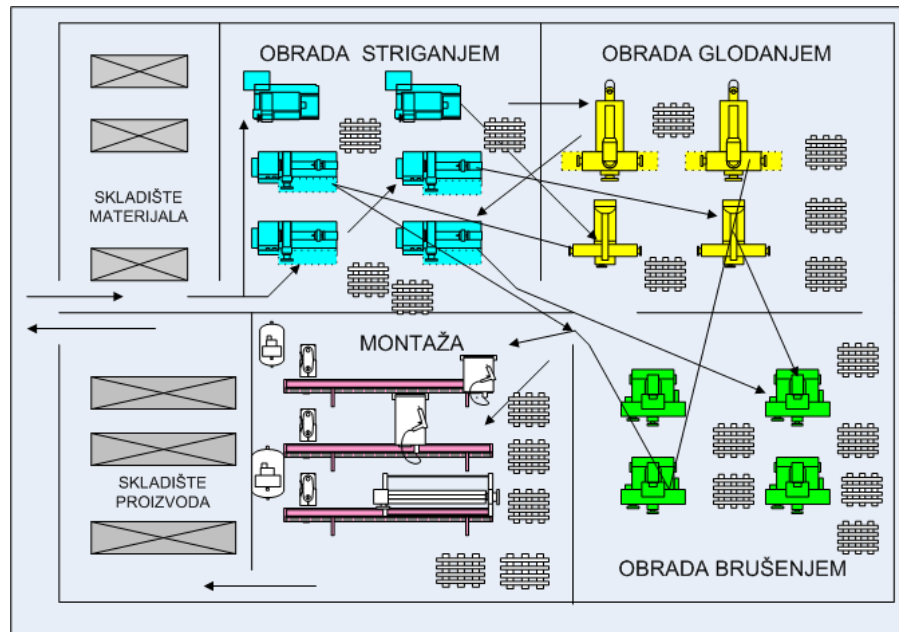 OBRADA STRIGANJEM
OBRADA GLODANJEM
SKLADIŠTE
MATERIJALA
MONTAŽA
SKLADIŠTE
PROIZVODA
OBRADA BRUŠENJEM